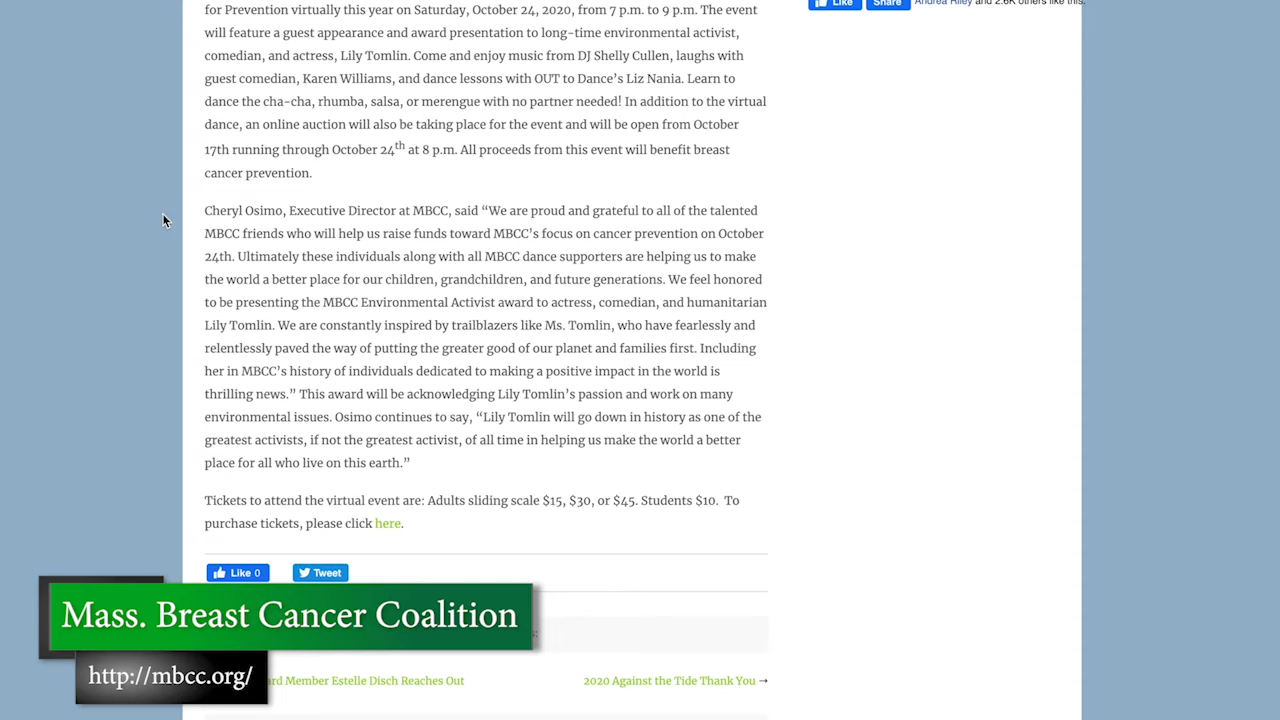 for Prevention virtually this year on Saturday, October 24, 2020, from 7 p.m. to 9 p.m. The event
will feature a guest appearance and award presentation to long-time environmental activist,
comedian, and actress, Lily Tomlin. Come and enjoy music from DJ Shelly Cullen, laughs with
guest comedian, Karen Williams, and dance lessons with OUT to Dance’s Liz Nania. Learn to
dance the cha-cha, rhumba, salsa, or merengue with no partner needed! In addition to the virtual
dance, an online auction will also be taking place for the event and will be open from October
17th running through October 24th at 8 p.m. All proceeds from this event will benefit breast
cancer prevention.
Cheryl Osimo, Executive Director at MBCC, said “We are proud and grateful to all of the talented
MBCC friends who will help us raise funds toward MBCC’s focus on cancer prevention on October
24th. Ultimately these individuals along with all MBCC dance supporters are helping us to make
the world a better place for our children, grandchildren, and future generations. We feel honored
to be presenting the MBCC Environmental Activist award to actress, comedian, and humanitarian
Lily Tomlin. We are constantly inspired by trailblazers like Ms. Tomlin, who have fearlessly and
relentlessly paved the way of putting the greater good of our planet and families first. Including
her in MBCC’s history of individuals dedicated to making a positive impact in the world is
thrilling news.” This award will be acknowledging Lily Tomlin’s passion and work on many
environmental issues. Osimo continues to say, “Lily Tomlin will go down in history as one of the
greatest activists, if not the greatest activist, of all time in helping us make the world a better
place for all who live on this earth.”
Tickets to attend the virtual event are: Adults sliding scale $15, $30, or $45. Students $10. To
purchase tickets, please click here.
Like 0 Tweet
Member Estelle Disch Reaches Out 2020 Against the Tide Thank You →
Like Share Andrea Riley and 2.6K others like this.
Mass. Breast Cancer Coalition
http://mbcc.org/